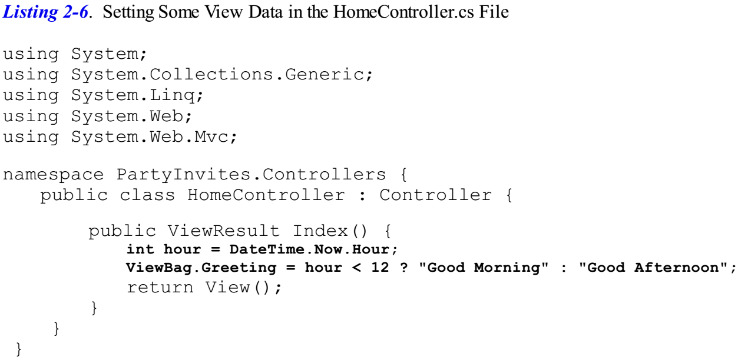 Listing 2-6. Setting Some View Data in the HomeController.cs File
using System;
using System.Collections.Generic;
using System.Linq;
using System.Web;
using System.Web.Mvc;
namespace PartyInvites.Controllers {
    public class HomeController : Controller {
        public ViewResult Index() {
            int hour = DateTime.Now.Hour;
            ViewBag.Greeting = hour < 12 ? "Good Morning" : "Good Afternoon";
            return View();
        }
    }
}